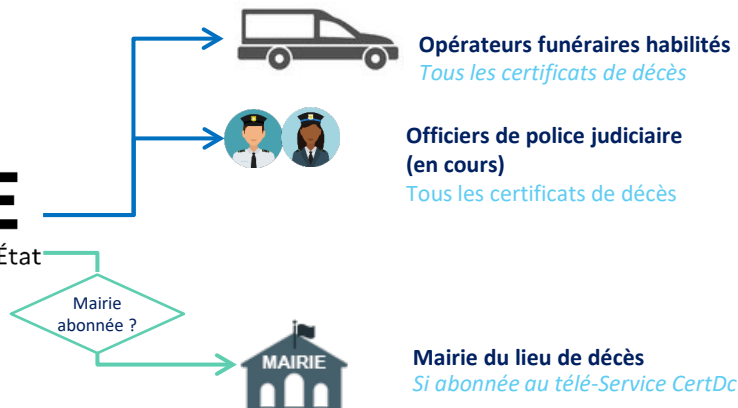 Opérateurs funéraires habilités
Tous les certificats de décès
Officiers de police judiciaire
(en cours)
Tous les certificats de décès
E
État
Mairie
abonnée ?
MAIRIE
Mairie du lieu de décès
Si abonnée au télé-Service CertDc